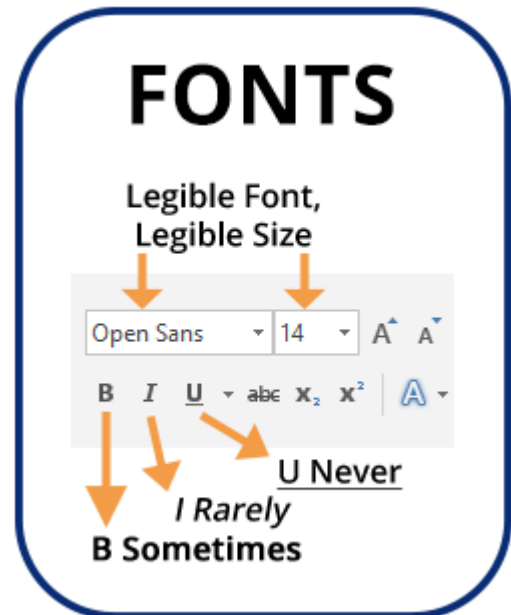 FONTS
Legible Font,
Legible Size
Open Sans 14 A A
B I U abc x₂ x² A
U Never
I Rarely
B Sometimes